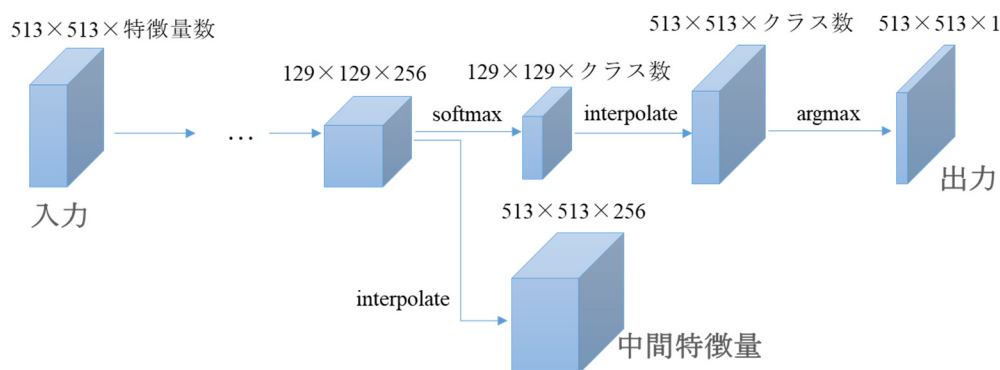 513×513×特徴量数
入力
…
129×129×256
softmax
129×129×クラス数
interpolate
513×513×クラス数
argmax
513×513×1
出力
interpolate
513×513×256
中間特徴量